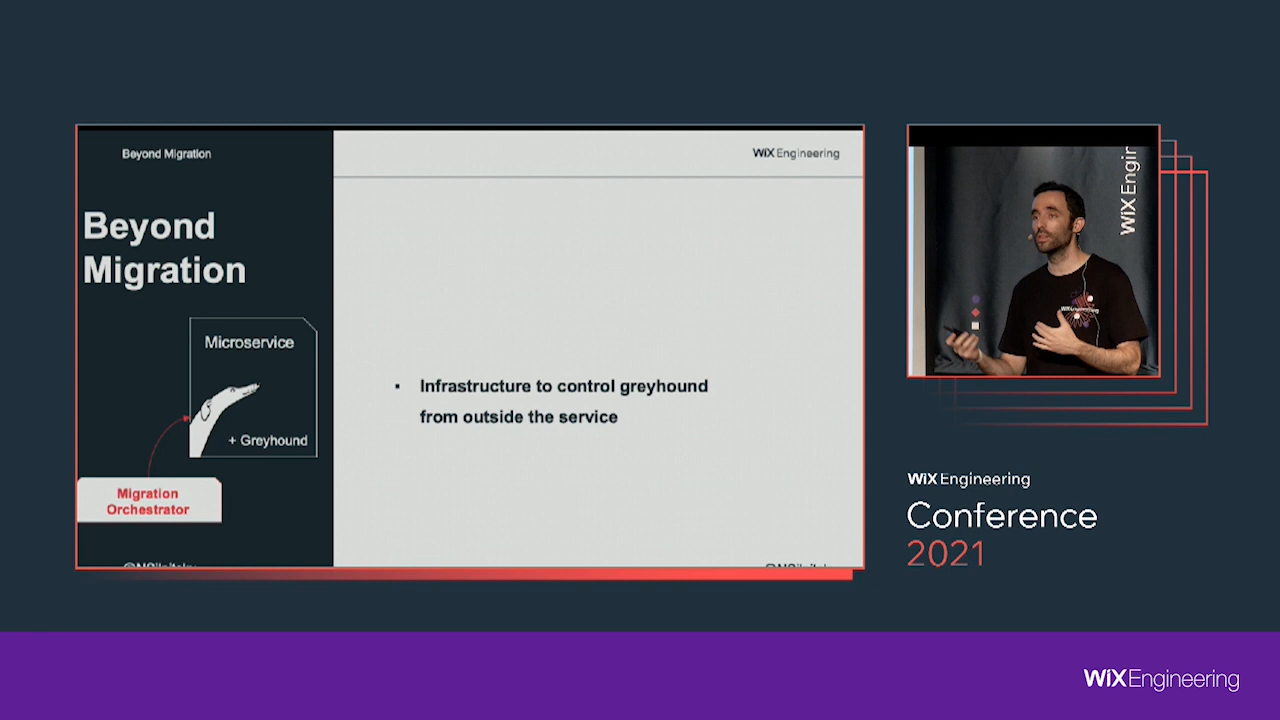 Beyond Migration
WiX Engineering
Beyond
Migration
Microservice
+ Greyhound
Migration
Orchestrator
▪ Infrastructure to control greyhound
from outside the service
WiX Engin
WiX Engineering
Conference
2021
WiX Engineering